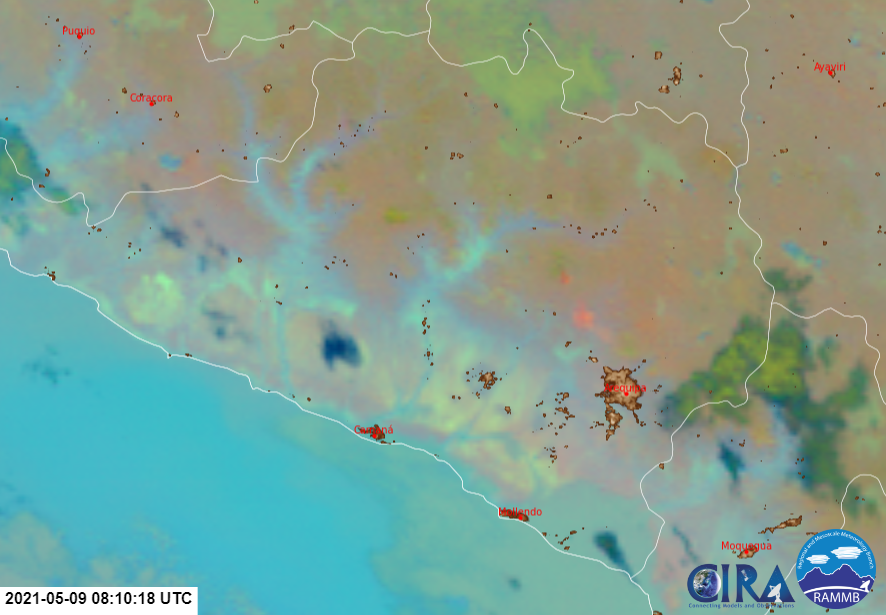 Puquio
Ayaviri
Coracora
Arequipa
Camaná
Mollendo
Moquegua
Regional and Mesoscale Meteorology Branch
CIRA
Connecting Models and Observations
RAMMB
2021-05-09 08:10:18 UTC